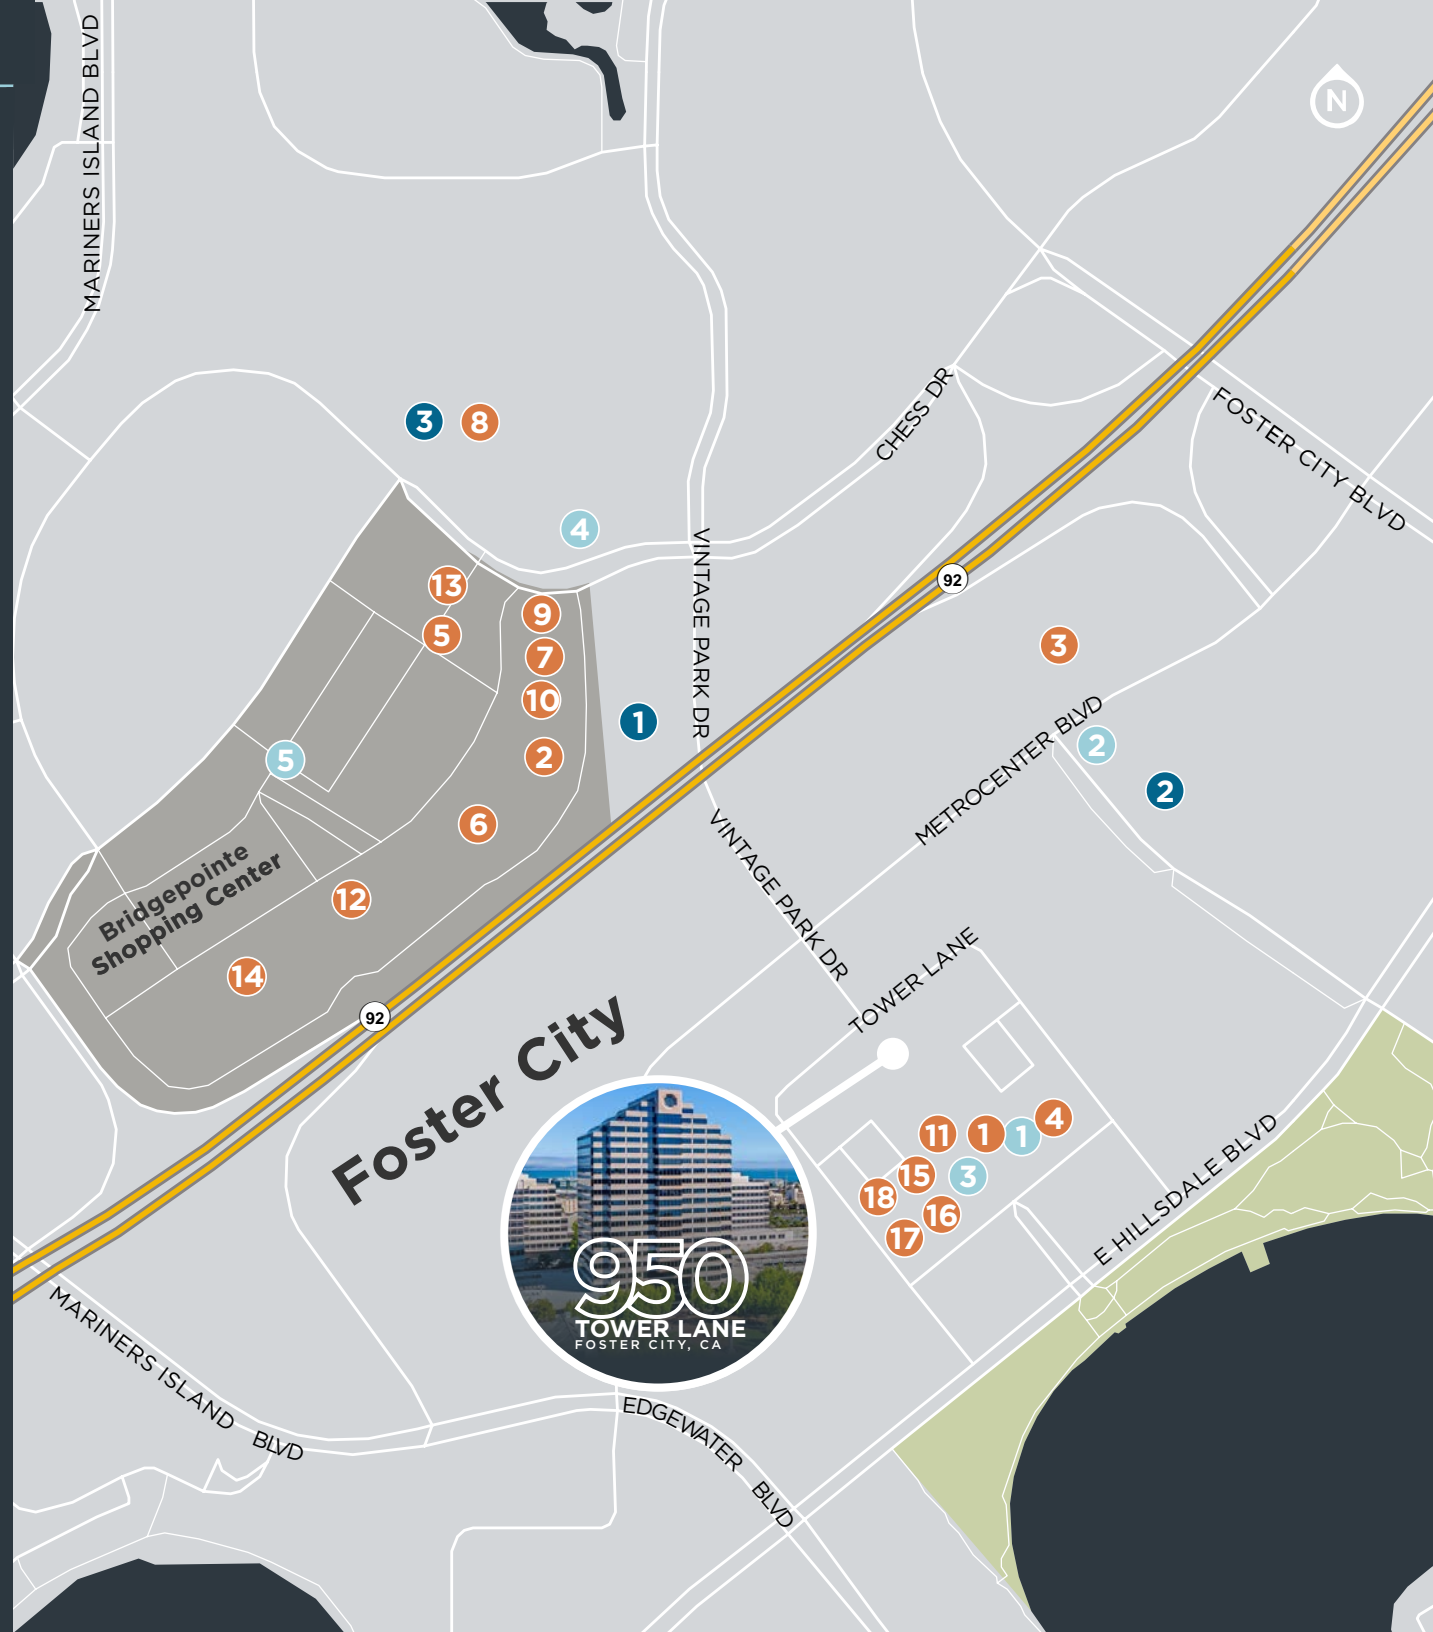 MARINERS ISLAND BLVD
N
3
8
CHESS DR
FOSTER CITY BLVD
4
VINTAGE PARK DR
92
13
9
5
7
3
10
1
METROCENTER BLVD
2
5
2
2
6
VINTAGE PARK DR
Bridgepointe
Shopping Center
12
TOWER LANE
14
92
Foster City
4
11
1
1
15
3
18
16
17
E HILLSDALE BLVD
950
TOWER LANE
FOSTER CITY, CA
MARINERS ISLAND BLVD
EDGEWATER BLVD